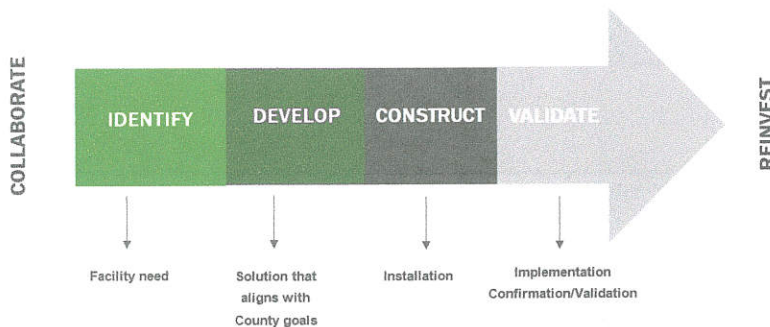 COLLABORATE
IDENTIFY
DEVELOP
CONSTRUCT
VALIDATE
REINVEST
Facility need
Solution that
aligns with
County goals
Installation
Implementation
Confirmation/Validation